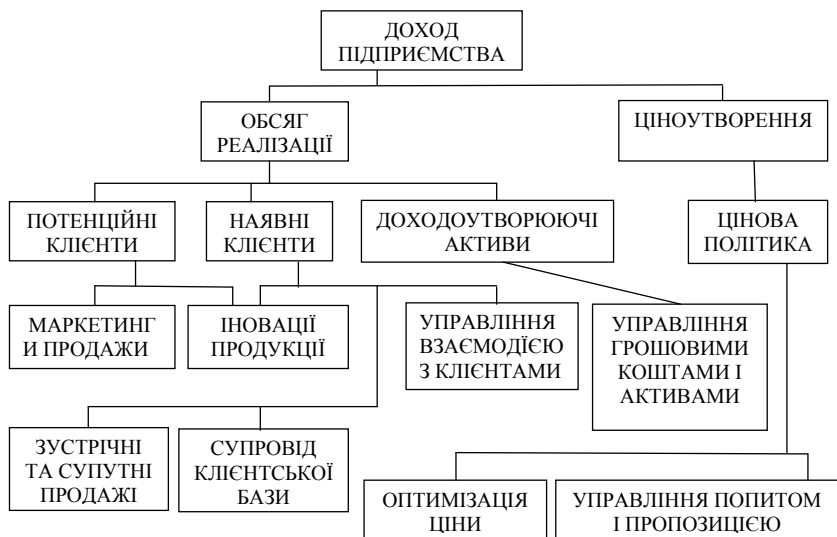 ДОХОД
ПІДПРИЄМСТВА
ОБСЯГ
РЕАЛІЗАЦІЇ
ЦІНОУТВОРЕННЯ
ПОТЕНЦІЙНІ
КЛІЄНТИ
НАЯВНІ
КЛІЄНТИ
ДОХОДОУТВОРЮЮЧІ
АКТИВИ
ЦІНОВА
ПОЛІТИКА
МАРКЕТИНГ
И ПРОДАЖИ
ІНОВАЦІЇ
ПРОДУКЦІЇ
УПРАВЛІННЯ
ВЗАЄМОДЇЄЮ
З КЛІЄНТАМИ
УПРАВЛІННЯ
ГРОШОВИМИ
КОШТАМИ І
АКТИВАМИ
ЗУСТРІЧНІ
ТА СУПУТНІ
ПРОДАЖІ
СУПРОВІД
КЛІЄНТСЬКОЇ
БАЗИ
ОПТИМІЗАЦІЯ
ЦІНИ
УПРАВЛІННЯ ПОПИТОМ
І ПРОПОЗИЦІЄЮ